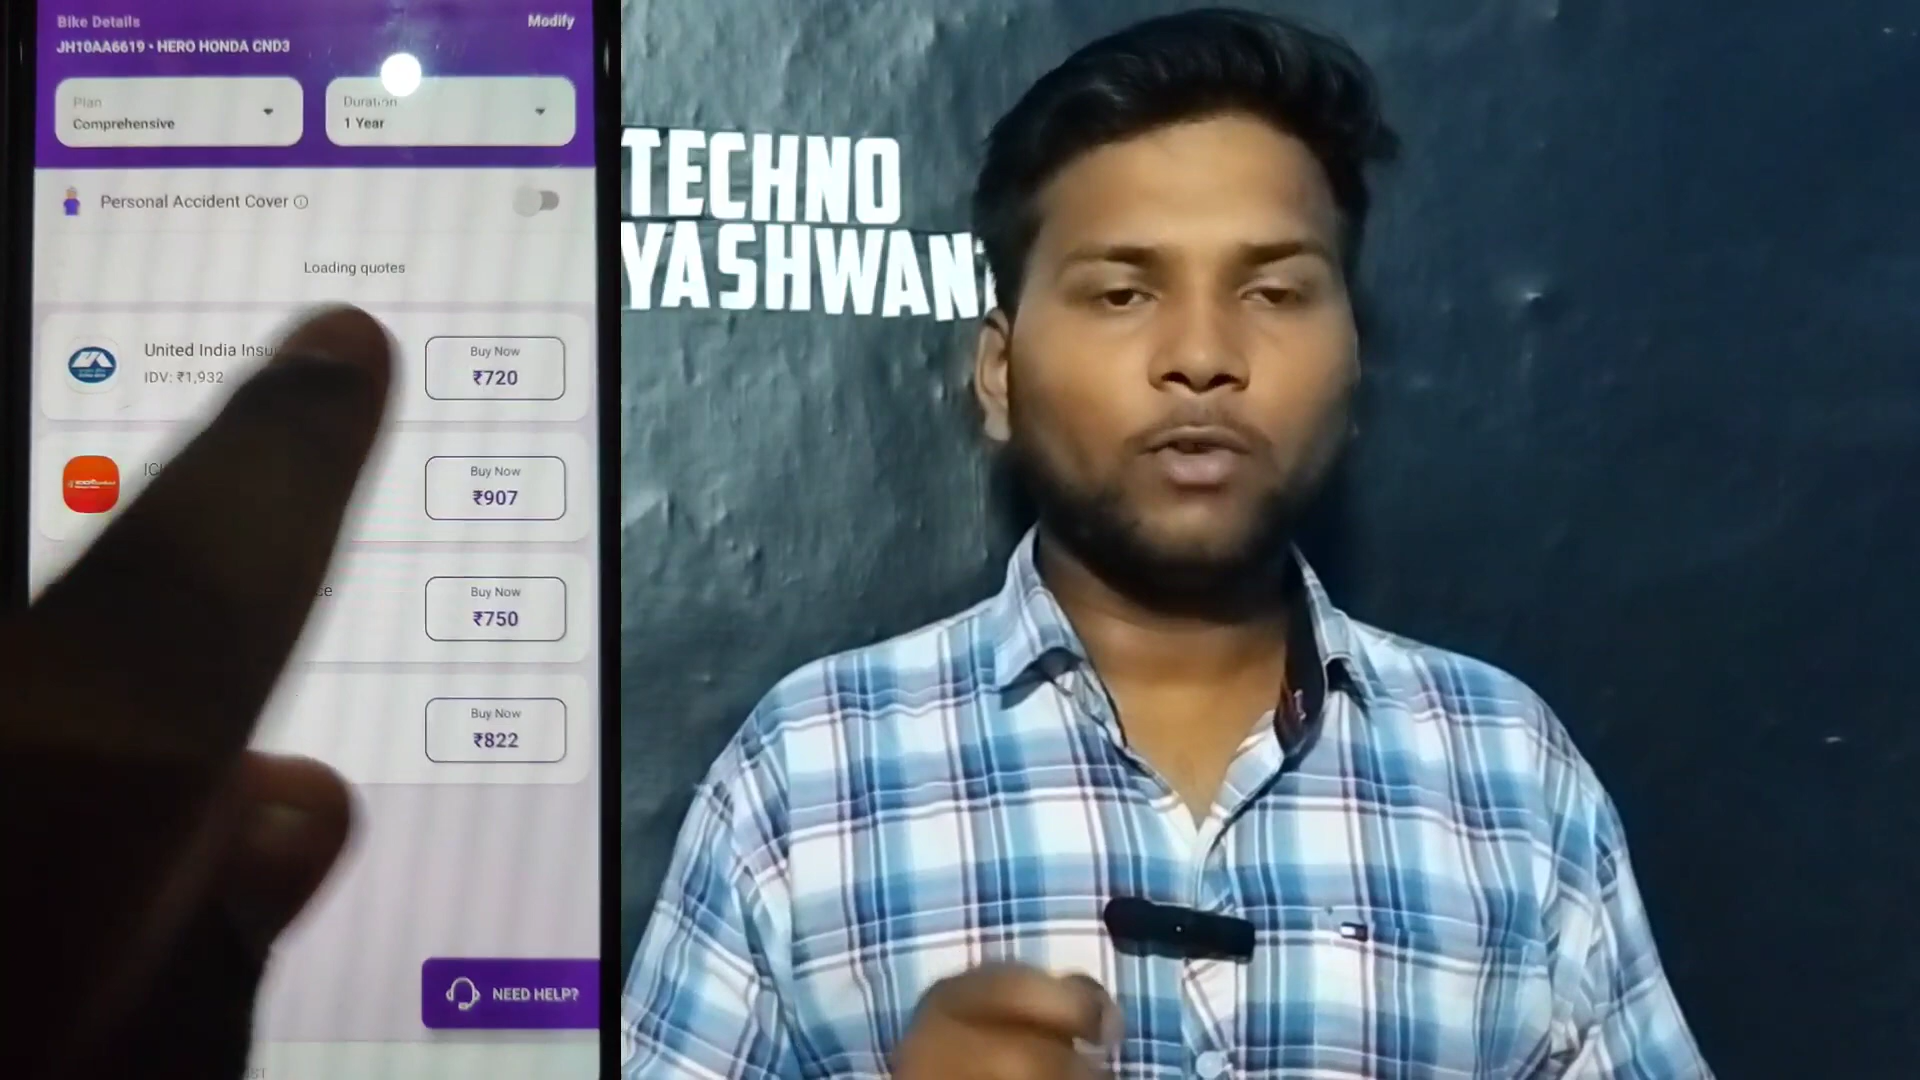 Bike Details
Modify
JH10AA6619 • HERO HONDA CND3
Plan
Comprehensive
Duration
1 Year
Personal Accident Cover
Loading quotes
United India
IDV: ₹1,932
Buy Now
₹720
Buy Now
₹907
Buy Now
₹750
Buy Now
₹822
NEED HELP?
TECHNO
YASHWAN